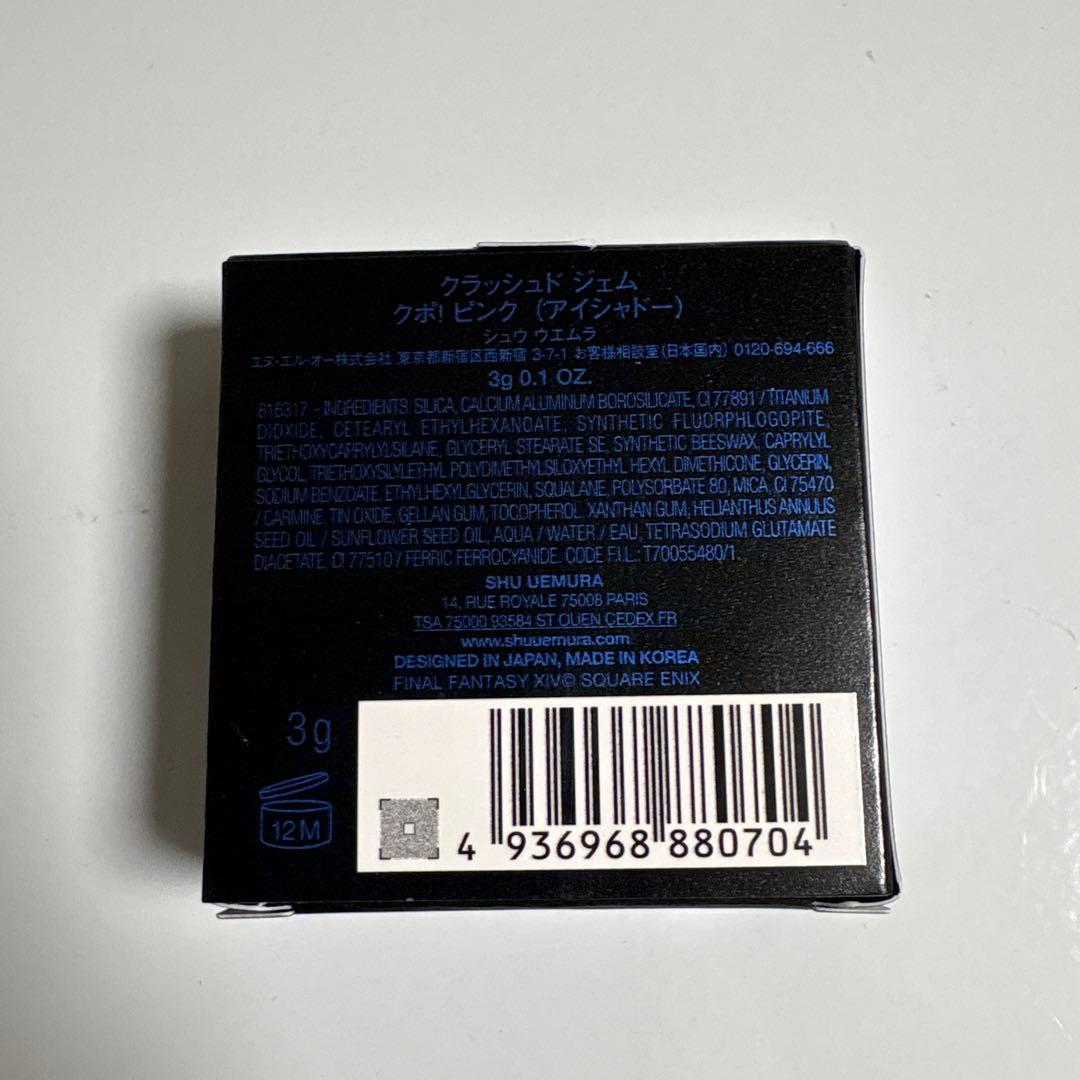 クラッシュド ジェム
クポ! ピンク (アイシャドー)
シュウ ウエムラ
エヌ・エル・オー株式会社 東京都新宿区西新宿 3-7-1 お客様相談室(日本国内) 0120-694-666
3g 0.1 OZ.
616317 - INGREDIENTS: SILICA, CALCIUM ALUMINUM BOROSILICATE, CI 77891 / TITANIUM
DIOXIDE, CETEARYL ETHYLHEXANOATE, SYNTHETIC FLUORPHLOGOPITE,
TRIETHOXYCAPRYLYLSILANE, GLYCERYL STEARATE SE, SYNTHETIC BEESWAX, CAPRYLYL
GLYCOL, TRIETHOXYSILYLETHYL POLYDIMETHYLSILOXYETHYL HEXYL DIMETHICONE, GLYCERIN,
SODIUM BENZOATE, ETHYLHEXYLGLYCERIN, SQUALANE, POLYSORBATE 80, MICA, CI 75470
/ CARMINE, TIN OXIDE, GELLAN GUM, TOCOPHEROL, XANTHAN GUM, HELIANTHUS ANNUUS
SEED OIL / SUNFLOWER SEED OIL, AQUA / WATER / EAU, TETRASODIUM GLUTAMATE
DIACETATE, CI 77510 / FERRIC FERROCYANIDE. CODE F.I.L.: T70055480/1.
SHU UEMURA
14, RUE ROYALE 75008 PARIS
TSA 75000 93584 ST OUEN CEDEX FR
www.shuuemura.com
DESIGNED IN JAPAN, MADE IN KOREA
FINAL FANTASY XIV© SQUARE ENIX
3g
12M
4 936968 880704